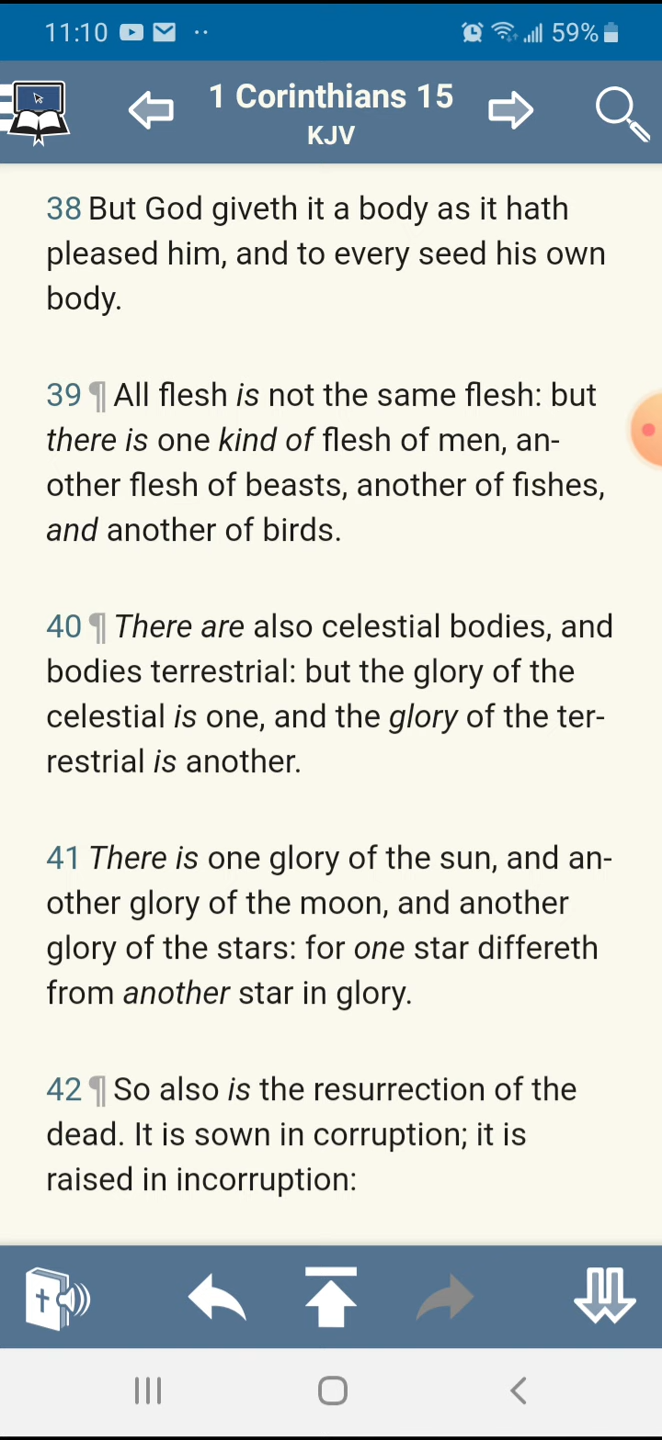 11:10
59%
1 Corinthians 15
KJV
38 But God giveth it a body as it hath
pleased him, and to every seed his own
body.
39 ¶ All flesh is not the same flesh: but
there is one kind of flesh of men, an-
other flesh of beasts, another of fishes,
and another of birds.
40 ¶ There are also celestial bodies, and
bodies terrestrial: but the glory of the
celestial is one, and the glory of the ter-
restrial is another.
41 There is one glory of the sun, and an-
other glory of the moon, and another
glory of the stars: for one star differeth
from another star in glory.
42 ¶ So also is the resurrection of the
dead. It is sown in corruption; it is
raised in incorruption: